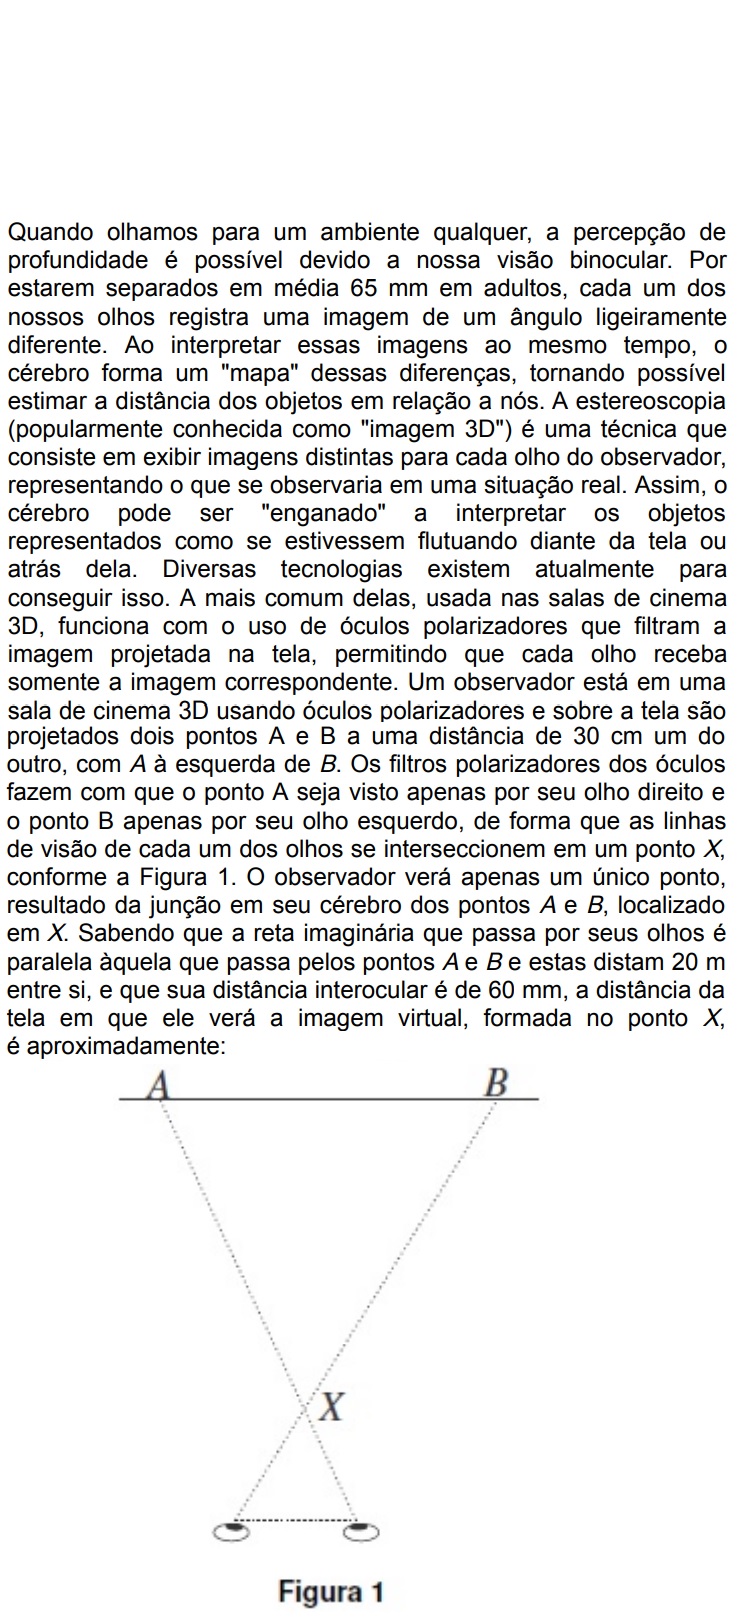 Quando olhamos para um ambiente qualquer, a percepção de
profundidade é possível devido a nossa visão binocular. Por
estarem separados em média 65 mm em adultos, cada um dos
nossos olhos registra uma imagem de um ângulo ligeiramente
diferente. Ao interpretar essas imagens ao mesmo tempo, o
cérebro forma um "mapa" dessas diferenças, tornando possível
estimar a distância dos objetos em relação a nós. A estereoscopia
(popularmente conhecida como "imagem 3D") é uma técnica que
consiste em exibir imagens distintas para cada olho do observador,
representando o que se observaria em uma situação real. Assim, o
cérebro pode ser "enganado" a interpretar os objetos
representados como se estivessem flutuando diante da tela ou
atrás dela. Diversas tecnologias existem atualmente para
conseguir isso. A mais comum delas, usada nas salas de cinema
3D, funciona com o uso de óculos polarizadores que filtram a
imagem projetada na tela, permitindo que cada olho receba
somente a imagem correspondente. Um observador está em uma
sala de cinema 3D usando óculos polarizadores e sobre a tela são
projetados dois pontos A e B a uma distância de 30 cm um do
outro, com A à esquerda de B. Os filtros polarizadores dos óculos
fazem com que o ponto A seja visto apenas por seu olho direito e
o ponto B apenas por seu olho esquerdo, de forma que as linhas
de visão de cada um dos olhos se interseccionem em um ponto X,
conforme a Figura 1. O observador verá apenas um único ponto,
resultado da junção em seu cérebro dos pontos A e B, localizado
em X. Sabendo que a reta imaginária que passa por seus olhos é
paralela àquela que passa pelos pontos A e B e estas distam 20 m
entre si, e que sua distância interocular é de 60 mm, a distância da
tela em que ele verá a imagem virtual, formada no ponto X,
é aproximadamente:
A B
X
Figura 1